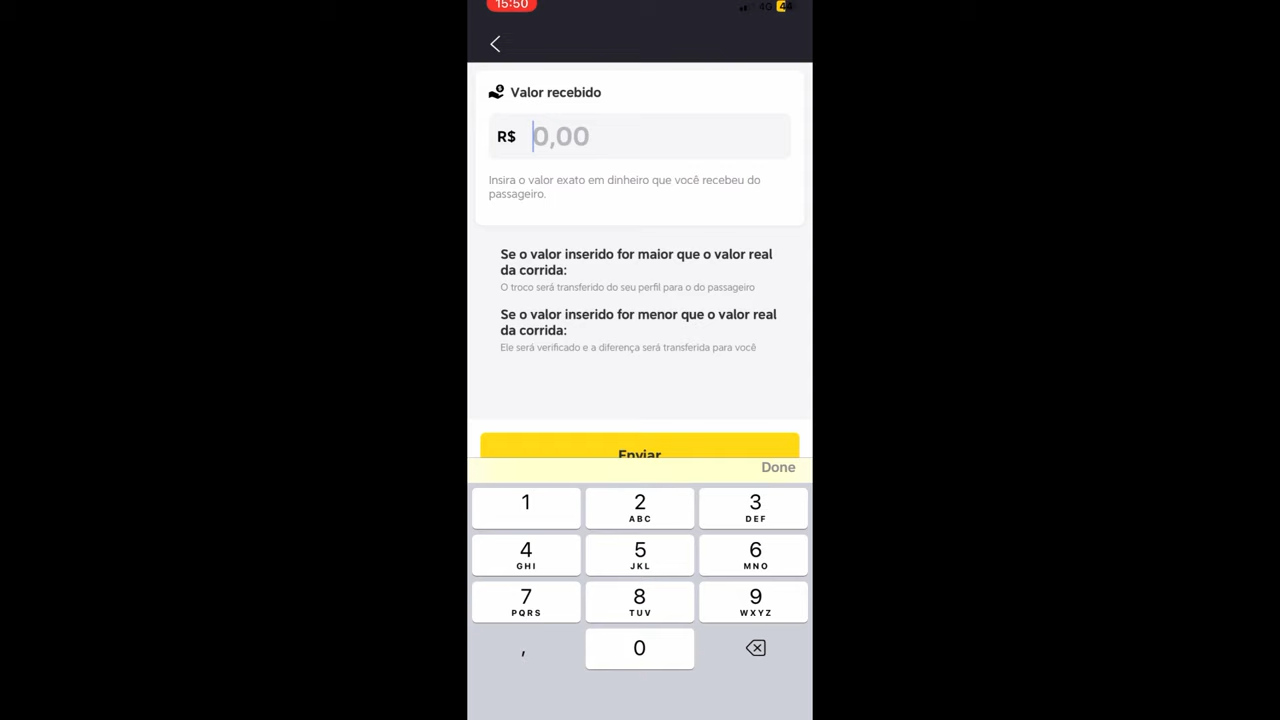 15:50
4G 44
Valor recebido
R$ 0,00
Insira o valor exato em dinheiro que você recebeu do
passageiro.
Se o valor inserido for maior que o valor real
da corrida:
O troco será transferido do seu perfil para o do passageiro
Se o valor inserido for menor que o valor real
da corrida:
Ele será verificado e a diferença será transferida para você
Enviar
Done
1 2 3
ABC DEF
4 5 6
GHI JKL MNO
7 8 9
PQRS TUV WXYZ
, 0